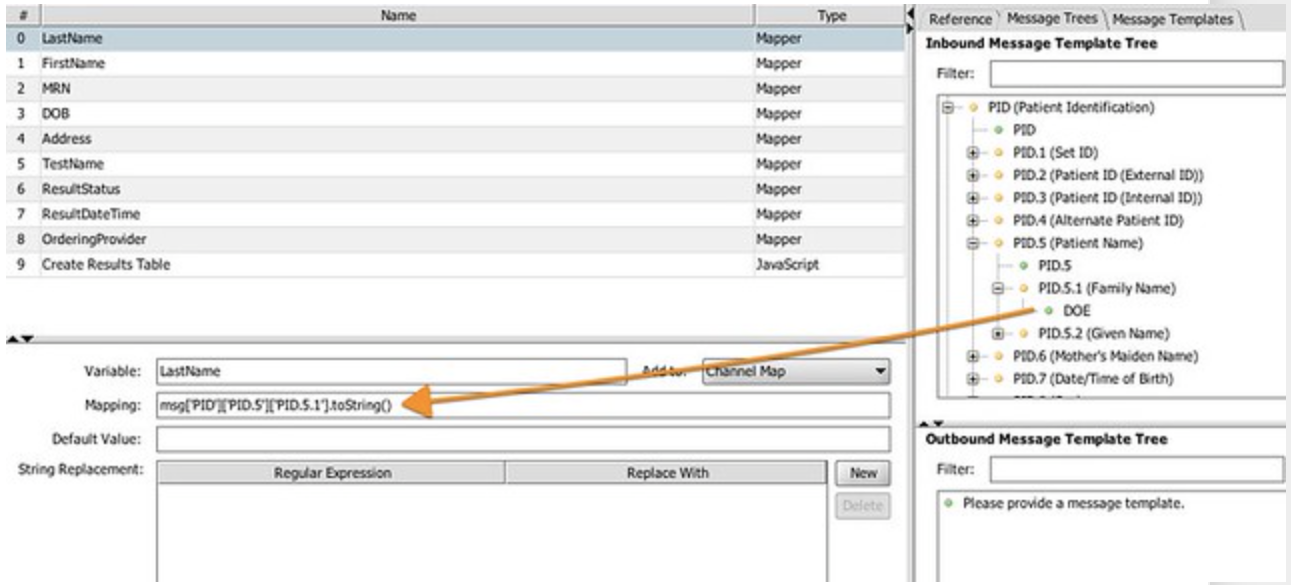 # Name Type
0 LastName Mapper
1 FirstName Mapper
2 MRN Mapper
3 DOB Mapper
4 Address Mapper
5 TestName Mapper
6 ResultStatus Mapper
7 ResultDateTime Mapper
8 OrderingProvider Mapper
9 Create Results Table JavaScript
Variable: LastName Add to: Channel Map
Mapping: msg['PID']['PID.5']['PID.5.1'].toString()
Default Value:
String Replacement: Regular Expression Replace With New
Delete
Reference Message Trees Message Templates
Inbound Message Template Tree
Filter:
PID (Patient Identification)
PID
PID.1 (Set ID)
PID.2 (Patient ID (External ID))
PID.3 (Patient ID (Internal ID))
PID.4 (Alternate Patient ID)
PID.5 (Patient Name)
PID.5
PID.5.1 (Family Name)
DOE
PID.5.2 (Given Name)
PID.6 (Mother's Maiden Name)
PID.7 (Date/Time of Birth)
Outbound Message Template Tree
Filter:
Please provide a message template.